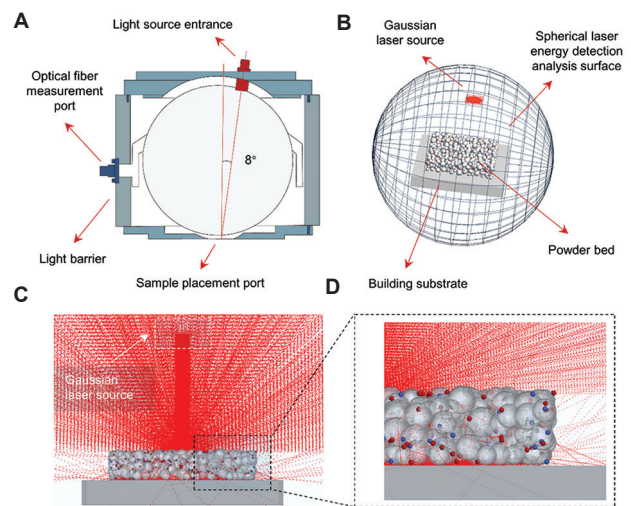 A
Light source entrance
Optical fiber
measurement
port
8°
Light barrier
Sample placement port
B
Gaussian
laser source
Spherical laser
energy detection
analysis surface
Powder bed
Building substrate
C
Gaussian
laser source
D